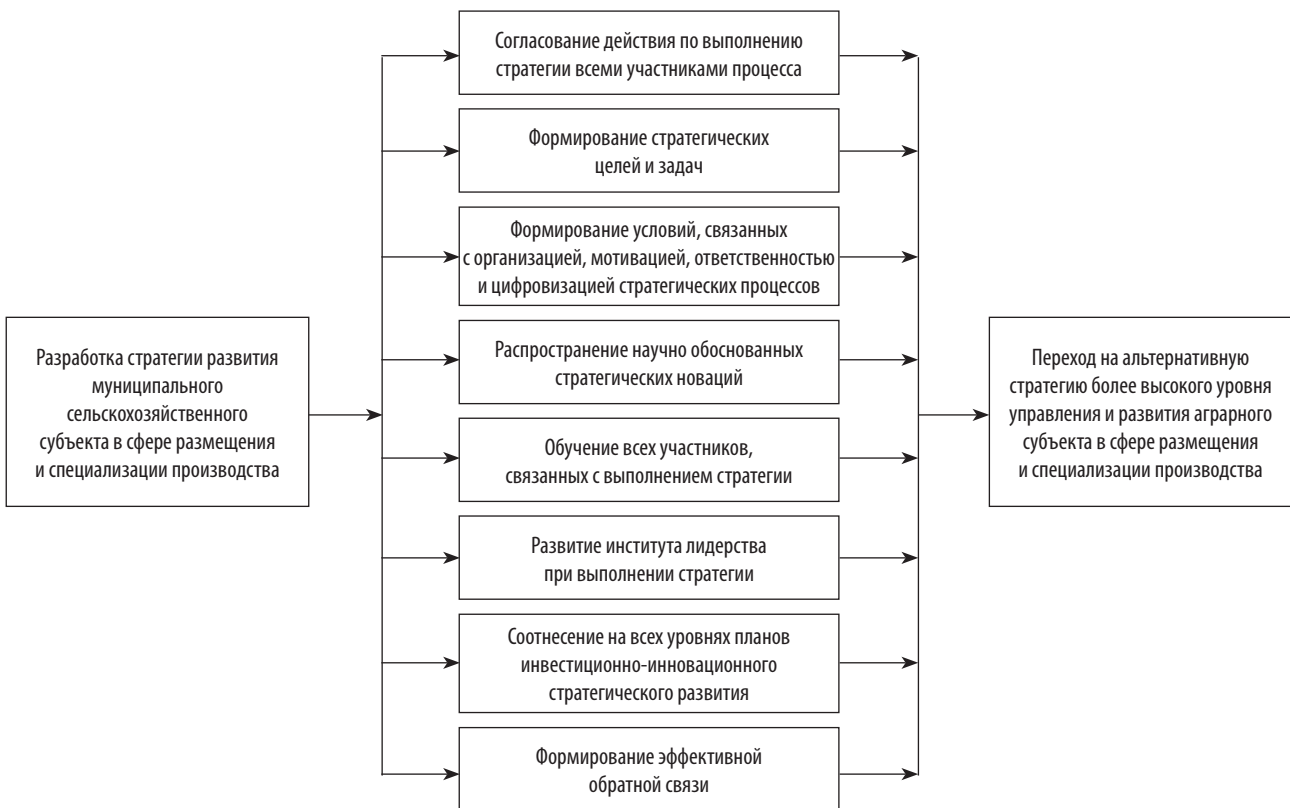 Согласование действия по выполнению
стратегии всеми участниками процесса
Формирование стратегических
целей и задач
Формирование условий, связанных
с организацией, мотивацией, ответственностью
и цифровизацией стратегических процессов
Разработка стратегии развития
муниципального
сельскохозяйственного
субъекта в сфере размещения
и специализации производства
Распространение научно обоснованных
стратегических новаций
Обучение всех участников,
связанных с выполнением стратегии
Развитие института лидерства
при выполнении стратегии
Соотнесение на всех уровнях планов
инвестиционно-инновационного
стратегического развития
Формирование эффективной
обратной связи
Переход на альтернативную
стратегию более высокого уровня
управления и развития аграрного
субъекта в сфере размещения
и специализации производства